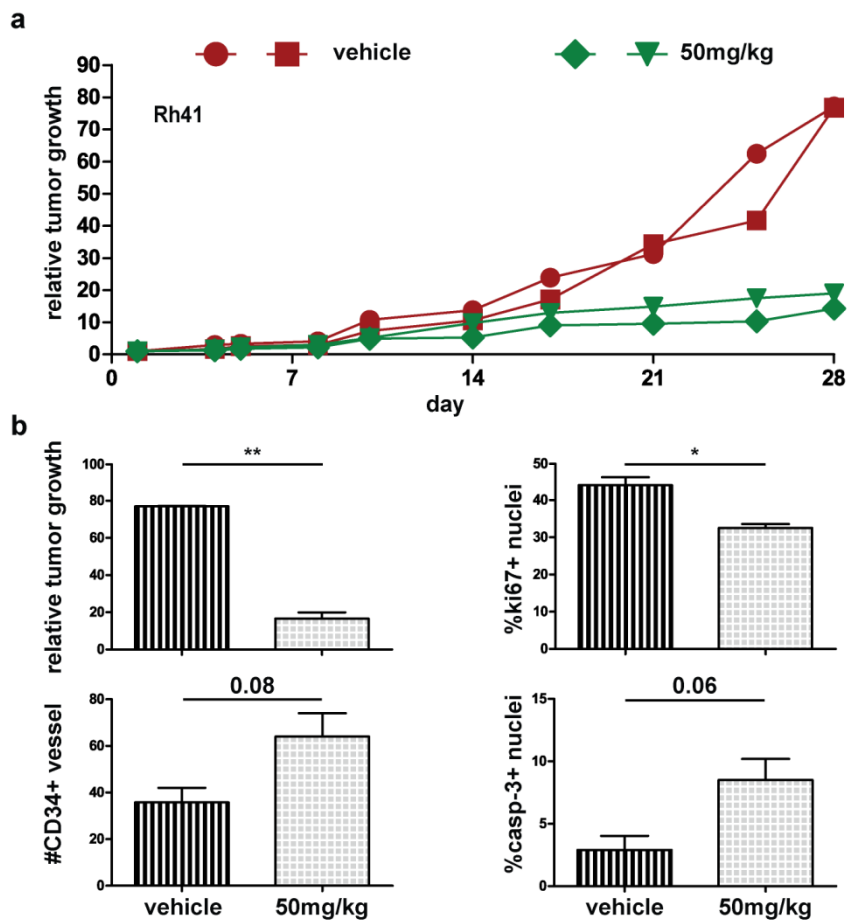 a
vehicle 50mg/kg
Rh41
relative tumor growth
90
80
70
60
50
40
30
20
10
0
0 7 14 21 28
day
b
relative tumor growth
100
80
60
40
20
0
**
%ki67+ nuclei
50
40
30
20
10
0
*
#CD34+ vessel
80
60
40
20
0
0.08
vehicle 50mg/kg
%casp-3+ nuclei
15
10
5
0
0.06
vehicle 50mg/kg